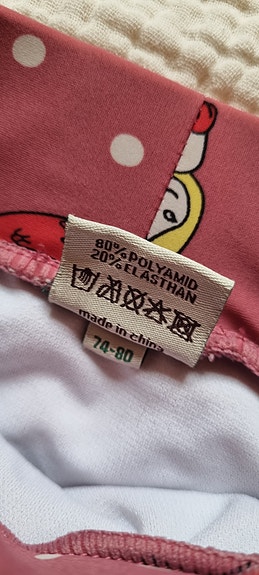 80% POLYAMID
20% ELASTHAN
made in china
74-80